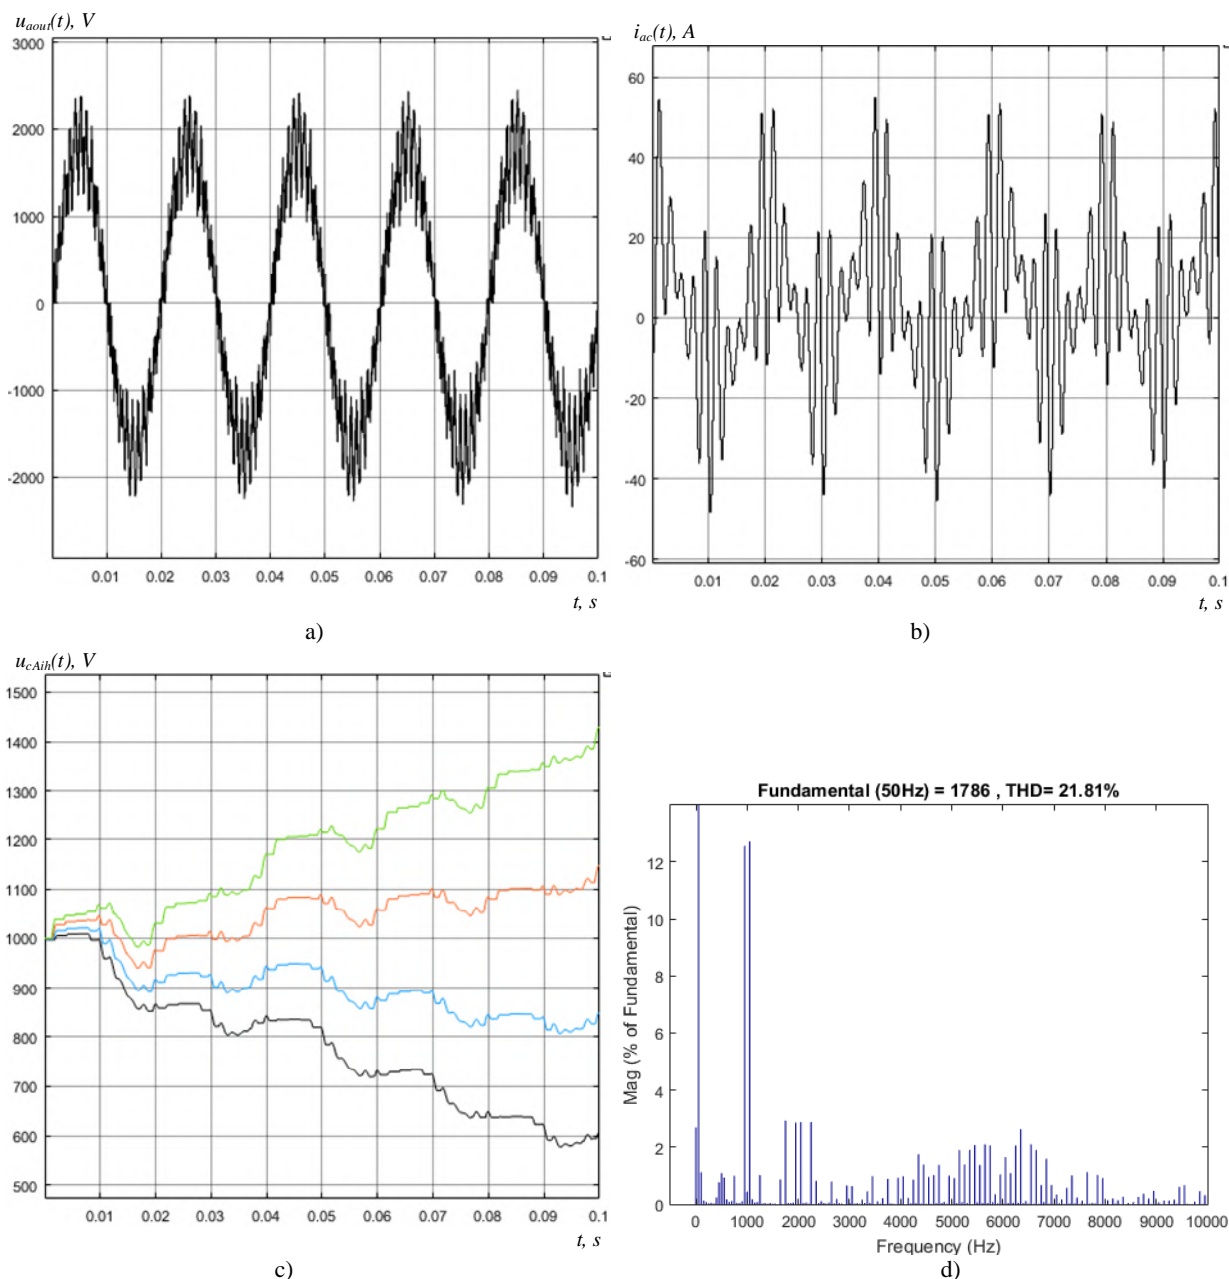 u_aout(t), V
3000
2000
1000
0
-1000
-2000
0.01 0.02 0.03 0.04 0.05 0.06 0.07 0.08 0.09 0.1
t, s
a)
i_ac(t), A
60
40
20
0
-20
-40
-60
0.01 0.02 0.03 0.04 0.05 0.06 0.07 0.08 0.09 0.1
t, s
b)
u_cAih(t), V
1500
1400
1300
1200
1100
1000
900
800
700
600
500
0.01 0.02 0.03 0.04 0.05 0.06 0.07 0.08 0.09 0.1
t, s
c)
Fundamental (50Hz) = 1786 , THD= 21.81%
Mag (% of Fundamental)
12
10
8
6
4
2
0
0 1000 2000 3000 4000 5000 6000 7000 8000 9000 10000
Frequency (Hz)
d)